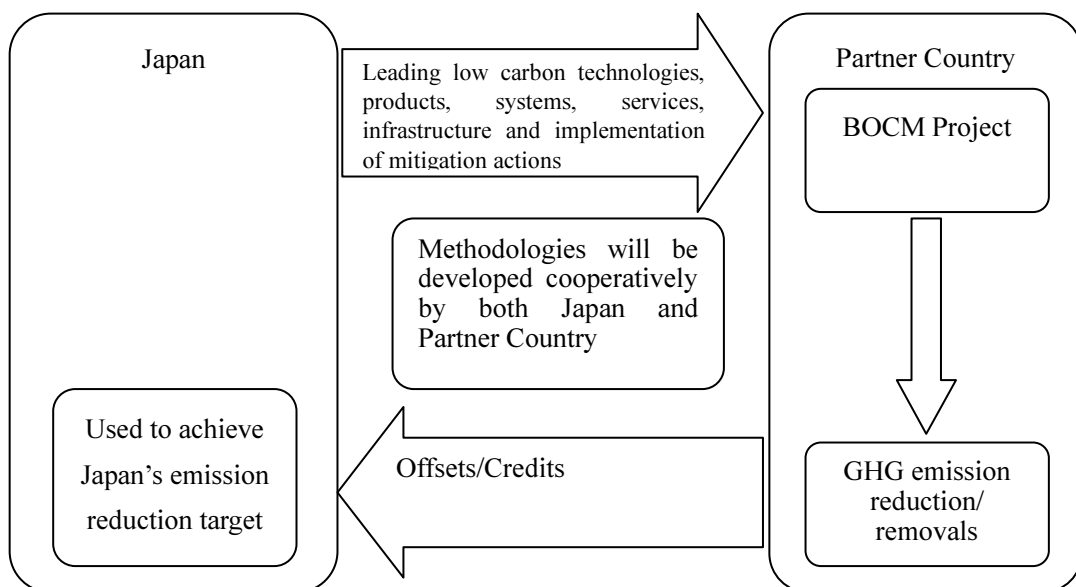 Japan
Leading low carbon technologies,
products, systems, services,
infrastructure and implementation
of mitigation actions
Partner Country
BOCM Project
Methodologies will be
developed cooperatively
by both Japan and
Partner Country
Used to achieve
Japan’s emission
reduction target
Offsets/Credits
GHG emission
reduction/
removals